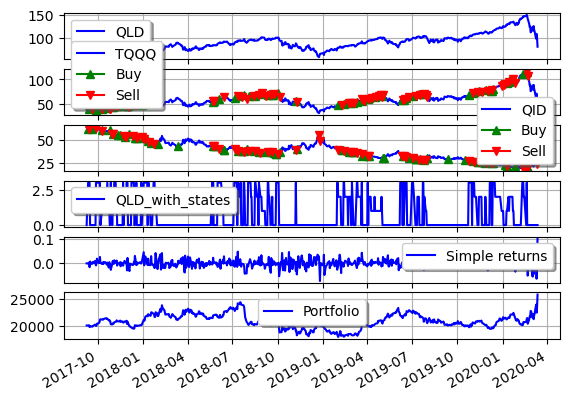 150
100
QLD
TQQQ
Buy
Sell
100
50
QID
Buy
Sell
50
25
2.5
0.0
QLD_with_states
0.1
0.0
Simple returns
25000
20000
Portfolio
2017-10
2018-01
2018-04
2018-07
2018-10
2019-01
2019-04
2019-07
2019-10
2020-01
2020-04